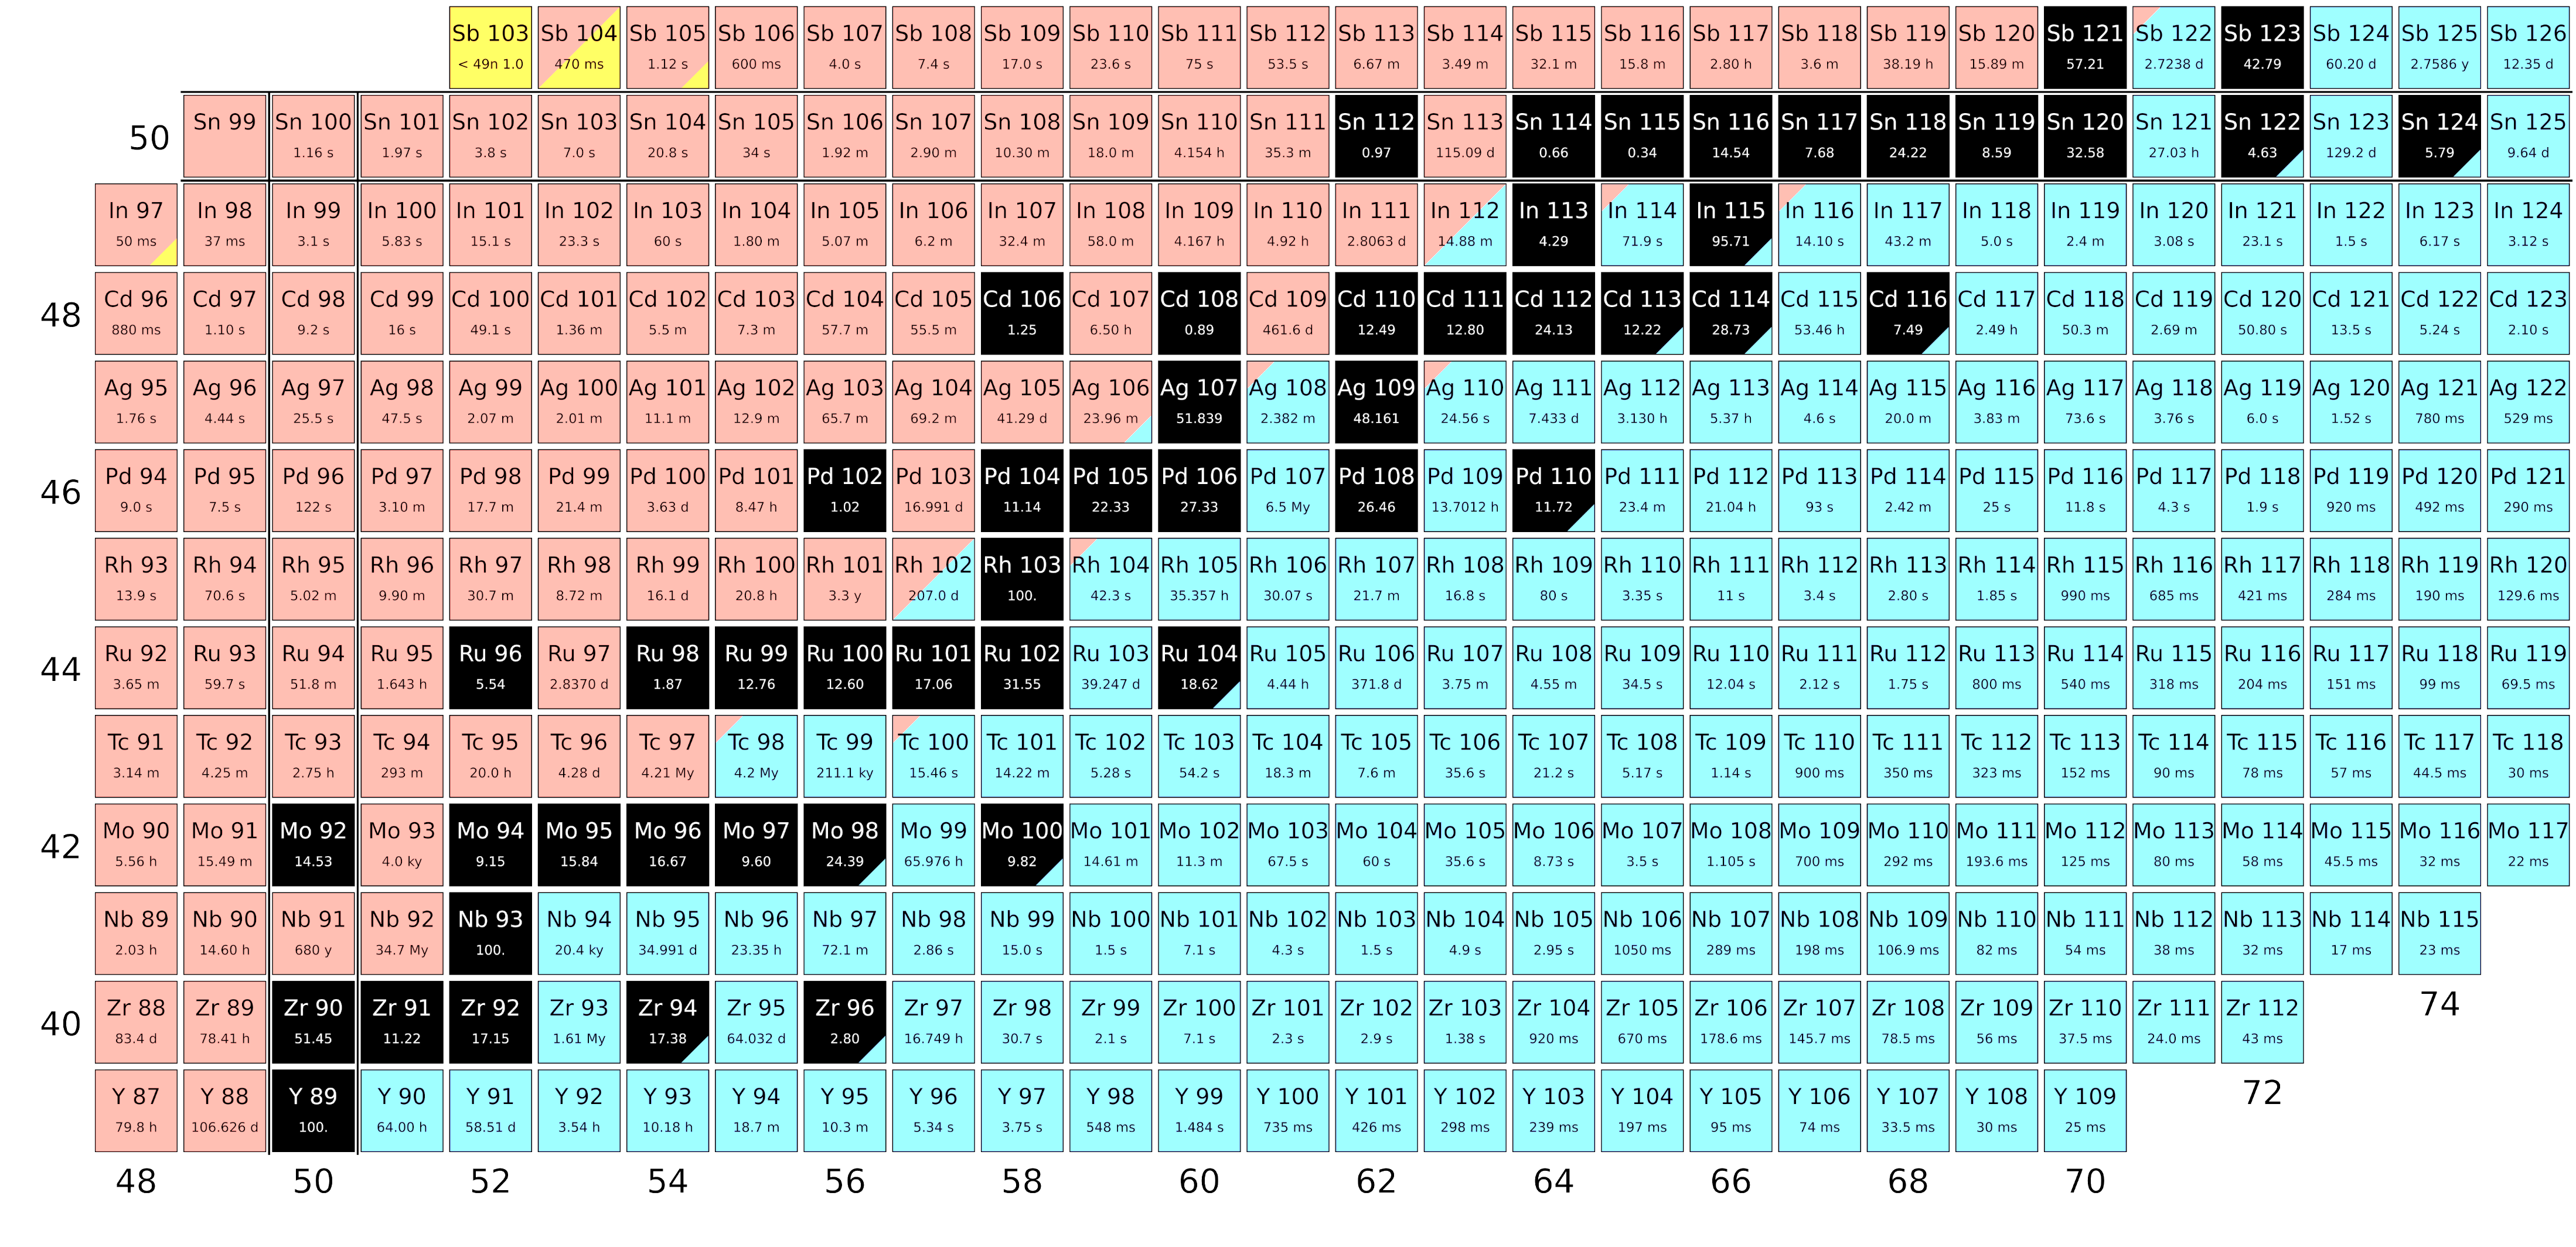 Sb 103 Sb 104 Sb 105 Sb 106 Sb 107 Sb 108 Sb 109 Sb 110 Sb 111 Sb 112 Sb 113 Sb 114 Sb 115 Sb 116 Sb 117 Sb 118 Sb 119 Sb 120 Sb 121 Sb 122 Sb 123 Sb 124 Sb 125 Sb 126
< 49n 1.0 470 ms 1.12 s 600 ms 4.0 s 7.4 s 17.0 s 23.6 s 75 s 53.5 s 6.67 m 3.49 m 32.1 m 15.8 m 2.80 h 3.6 m 38.19 h 15.89 m 57.21 2.7238 d 42.79 60.20 d 2.7586 y 12.35 d
50 Sn 99 Sn 100 Sn 101 Sn 102 Sn 103 Sn 104 Sn 105 Sn 106 Sn 107 Sn 108 Sn 109 Sn 110 Sn 111 Sn 112 Sn 113 Sn 114 Sn 115 Sn 116 Sn 117 Sn 118 Sn 119 Sn 120 Sn 121 Sn 122 Sn 123 Sn 124 Sn 125
1.16 s 1.97 s 3.8 s 7.0 s 20.8 s 34 s 1.92 m 2.90 m 10.30 m 18.0 m 4.154 h 35.3 m 0.97 115.09 d 0.66 0.34 14.54 7.68 24.22 8.59 32.58 27.03 h 4.63 129.2 d 5.79 9.64 d
In 97 In 98 In 99 In 100 In 101 In 102 In 103 In 104 In 105 In 106 In 107 In 108 In 109 In 110 In 111 In 112 In 113 In 114 In 115 In 116 In 117 In 118 In 119 In 120 In 121 In 122 In 123 In 124
50 ms 37 ms 3.1 s 5.83 s 15.1 s 23.3 s 60 s 1.80 m 5.07 m 6.2 m 32.4 m 58.0 m 4.167 h 4.92 h 2.8063 d 14.88 m 4.29 71.9 s 95.71 14.10 s 43.2 m 5.0 s 2.4 m 3.08 s 23.1 s 1.5 s 6.17 s 3.12 s
48 Cd 96 Cd 97 Cd 98 Cd 99 Cd 100 Cd 101 Cd 102 Cd 103 Cd 104 Cd 105 Cd 106 Cd 107 Cd 108 Cd 109 Cd 110 Cd 111 Cd 112 Cd 113 Cd 114 Cd 115 Cd 116 Cd 117 Cd 118 Cd 119 Cd 120 Cd 121 Cd 122 Cd 123
880 ms 1.10 s 9.2 s 16 s 49.1 s 1.36 m 5.5 m 7.3 m 57.7 m 55.5 m 1.25 6.50 h 0.89 461.6 d 12.49 12.80 24.13 12.22 28.73 53.46 h 7.49 2.49 h 50.3 m 2.69 m 50.80 s 13.5 s 5.24 s 2.10 s
Ag 95 Ag 96 Ag 97 Ag 98 Ag 99 Ag 100 Ag 101 Ag 102 Ag 103 Ag 104 Ag 105 Ag 106 Ag 107 Ag 108 Ag 109 Ag 110 Ag 111 Ag 112 Ag 113 Ag 114 Ag 115 Ag 116 Ag 117 Ag 118 Ag 119 Ag 120 Ag 121 Ag 122
1.76 s 4.44 s 25.5 s 47.5 s 2.07 m 2.01 m 11.1 m 12.9 m 65.7 m 69.2 m 41.29 d 23.96 m 51.839 2.382 m 48.161 24.56 s 7.433 d 3.130 h 5.37 h 4.6 s 20.0 m 3.83 m 73.6 s 3.76 s 6.0 s 1.52 s 780 ms 529 ms
46 Pd 94 Pd 95 Pd 96 Pd 97 Pd 98 Pd 99 Pd 100 Pd 101 Pd 102 Pd 103 Pd 104 Pd 105 Pd 106 Pd 107 Pd 108 Pd 109 Pd 110 Pd 111 Pd 112 Pd 113 Pd 114 Pd 115 Pd 116 Pd 117 Pd 118 Pd 119 Pd 120 Pd 121
9.0 s 7.5 s 122 s 3.10 m 17.7 m 21.4 m 3.63 d 8.47 h 1.02 16.991 d 11.14 22.33 27.33 6.5 My 26.46 13.7012 h 11.72 23.4 m 21.04 h 93 s 2.42 m 25 s 11.8 s 4.3 s 1.9 s 920 ms 492 ms 290 ms
Rh 93 Rh 94 Rh 95 Rh 96 Rh 97 Rh 98 Rh 99 Rh 100 Rh 101 Rh 102 Rh 103 Rh 104 Rh 105 Rh 106 Rh 107 Rh 108 Rh 109 Rh 110 Rh 111 Rh 112 Rh 113 Rh 114 Rh 115 Rh 116 Rh 117 Rh 118 Rh 119 Rh 120
13.9 s 70.6 s 5.02 m 9.90 m 30.7 m 8.72 m 16.1 d 20.8 h 3.3 y 207.0 d 100. 42.3 s 35.357 h 30.07 s 21.7 m 16.8 s 80 s 3.35 s 11 s 3.4 s 2.80 s 1.85 s 990 ms 685 ms 421 ms 284 ms 190 ms 129.6 ms
44 Ru 92 Ru 93 Ru 94 Ru 95 Ru 96 Ru 97 Ru 98 Ru 99 Ru 100 Ru 101 Ru 102 Ru 103 Ru 104 Ru 105 Ru 106 Ru 107 Ru 108 Ru 109 Ru 110 Ru 111 Ru 112 Ru 113 Ru 114 Ru 115 Ru 116 Ru 117 Ru 118 Ru 119
3.65 m 59.7 s 51.8 m 1.643 h 5.54 2.8370 d 1.87 12.76 12.60 17.06 31.55 39.247 d 18.62 4.44 h 371.8 d 3.75 m 4.55 m 34.5 s 12.04 s 2.12 s 1.75 s 800 ms 540 ms 318 ms 204 ms 151 ms 99 ms 69.5 ms
Tc 91 Tc 92 Tc 93 Tc 94 Tc 95 Tc 96 Tc 97 Tc 98 Tc 99 Tc 100 Tc 101 Tc 102 Tc 103 Tc 104 Tc 105 Tc 106 Tc 107 Tc 108 Tc 109 Tc 110 Tc 111 Tc 112 Tc 113 Tc 114 Tc 115 Tc 116 Tc 117 Tc 118
3.14 m 4.25 m 2.75 h 293 m 20.0 h 4.28 d 4.21 My 4.2 My 211.1 ky 15.46 s 14.22 m 5.28 s 54.2 s 18.3 m 7.6 m 35.6 s 21.2 s 5.17 s 1.14 s 900 ms 350 ms 323 ms 152 ms 90 ms 78 ms 57 ms 44.5 ms 30 ms
42 Mo 90 Mo 91 Mo 92 Mo 93 Mo 94 Mo 95 Mo 96 Mo 97 Mo 98 Mo 99 Mo 100 Mo 101 Mo 102 Mo 103 Mo 104 Mo 105 Mo 106 Mo 107 Mo 108 Mo 109 Mo 110 Mo 111 Mo 112 Mo 113 Mo 114 Mo 115 Mo 116 Mo 117
5.56 h 15.49 m 14.53 4.0 ky 9.15 15.84 16.67 9.60 24.39 65.976 h 9.82 14.61 m 11.3 m 67.5 s 60 s 35.6 s 8.73 s 3.5 s 1.105 s 700 ms 292 ms 193.6 ms 125 ms 80 ms 58 ms 45.5 ms 32 ms 22 ms
Nb 89 Nb 90 Nb 91 Nb 92 Nb 93 Nb 94 Nb 95 Nb 96 Nb 97 Nb 98 Nb 99 Nb 100 Nb 101 Nb 102 Nb 103 Nb 104 Nb 105 Nb 106 Nb 107 Nb 108 Nb 109 Nb 110 Nb 111 Nb 112 Nb 113 Nb 114 Nb 115
2.03 h 14.60 h 680 y 34.7 My 100. 20.4 ky 34.991 d 23.35 h 72.1 m 2.86 s 15.0 s 1.5 s 7.1 s 4.3 s 1.5 s 4.9 s 2.95 s 1050 ms 289 ms 198 ms 106.9 ms 82 ms 54 ms 38 ms 32 ms 17 ms 23 ms
40 Zr 88 Zr 89 Zr 90 Zr 91 Zr 92 Zr 93 Zr 94 Zr 95 Zr 96 Zr 97 Zr 98 Zr 99 Zr 100 Zr 101 Zr 102 Zr 103 Zr 104 Zr 105 Zr 106 Zr 107 Zr 108 Zr 109 Zr 110 Zr 111 Zr 112 74
83.4 d 78.41 h 51.45 11.22 17.15 1.61 My 17.38 64.032 d 2.80 16.749 h 30.7 s 2.1 s 7.1 s 2.3 s 2.9 s 1.38 s 920 ms 670 ms 178.6 ms 145.7 ms 78.5 ms 56 ms 37.5 ms 24.0 ms 43 ms
Y 87 Y 88 Y 89 Y 90 Y 91 Y 92 Y 93 Y 94 Y 95 Y 96 Y 97 Y 98 Y 99 Y 100 Y 101 Y 102 Y 103 Y 104 Y 105 Y 106 Y 107 Y 108 Y 109 72
79.8 h 106.626 d 100. 64.00 h 58.51 d 3.54 h 10.18 h 18.7 m 10.3 m 5.34 s 3.75 s 548 ms 1.484 s 735 ms 426 ms 298 ms 239 ms 197 ms 95 ms 74 ms 33.5 ms 30 ms 25 ms
48 50 52 54 56 58 60 62 64 66 68 70